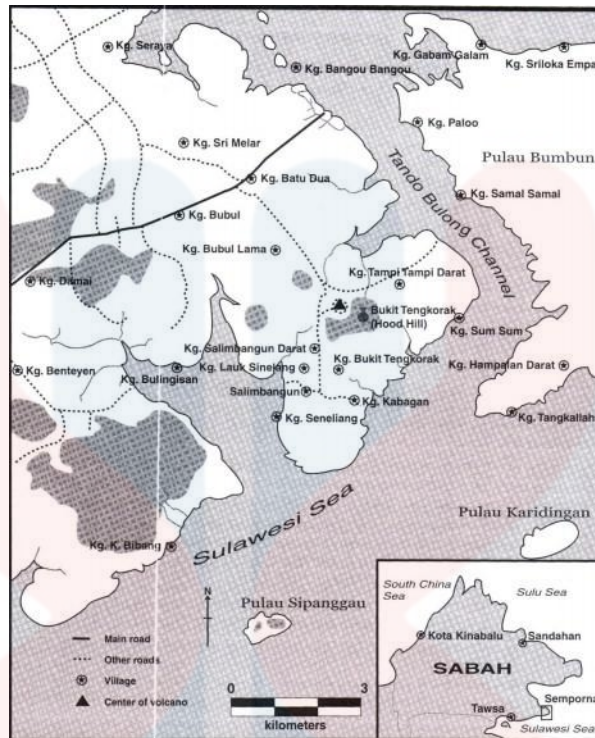 Kg. Seraya
Kg. Gabam Galam
Kg. Sriloka Empa
Kg. Bangou Bangou
Kg. Paloo
Kg. Sri Melar
Pulau Bumbun
Kg. Batu Dua
Kg. Samal Samal
Tando Bulong Channel
Kg. Bubul
Kg. Bubul Lama
Kg. Damai
Kg. Tampi Tampi Darat
Bukit Tengkorak
(Hood Hill)
Kg. Sum Sum
Kg. Salimbangun Darat
Kg. Benteyen
Kg. Bulingisan
Kg. Lauk Sinejang
Kg. Bukit Tengkorak
Kg. Hampalan Darat
Salimbangun
Kg. Kabagan
Kg. Seneliang
Kg. Tangkallah
Sulawesi Sea
Pulau Karidingan
Kg. K. Bibang
Pulau Sipanggau
N
Main road
Other roads
Village
Center of volcano
0 3
kilometers
South China
Sea
Sulu Sea
Kota Kinabalu
Sandahan
SABAH
Semporna
Tawsa
Sulawesi Sea